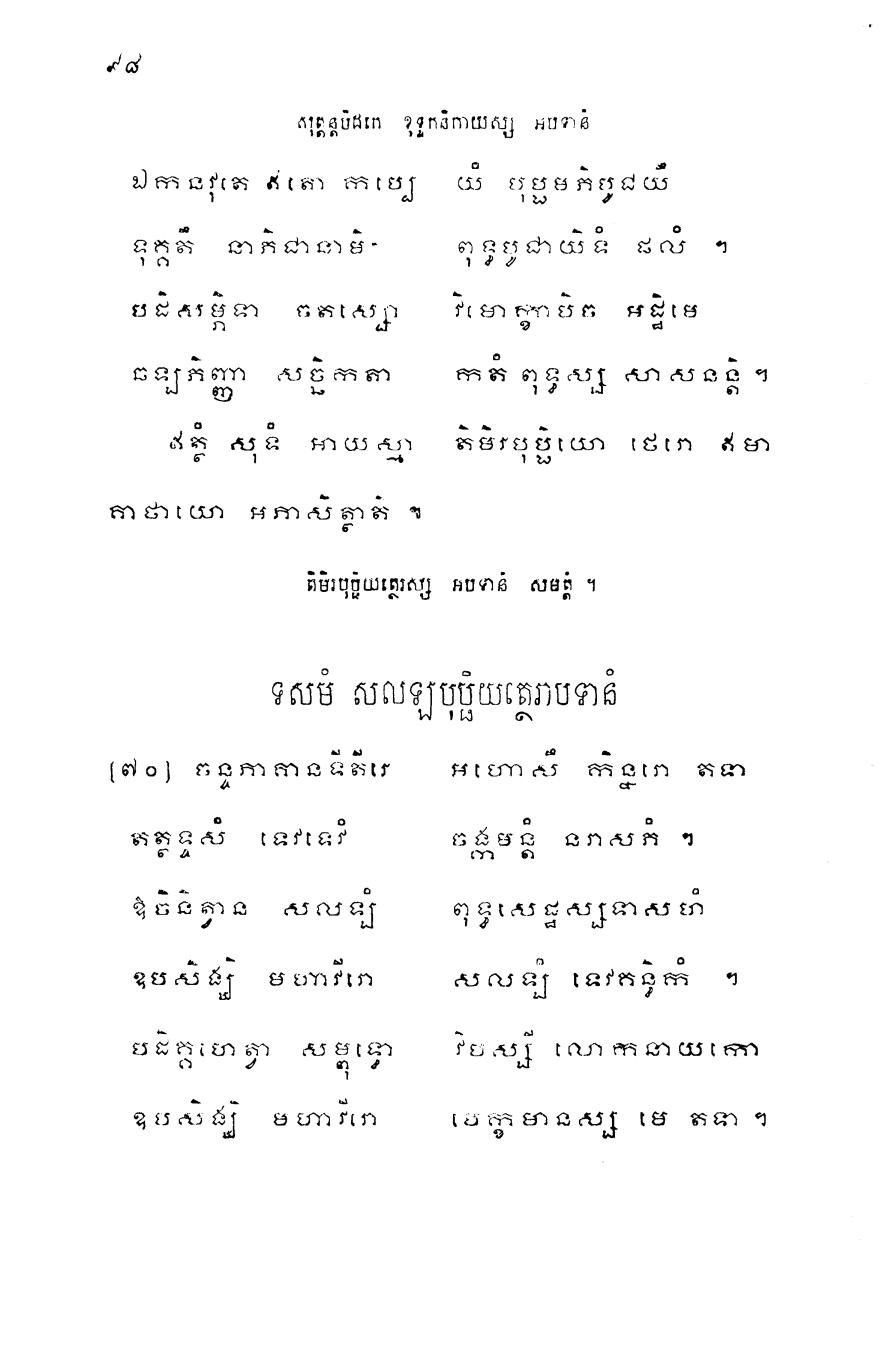 ៩៨
សុត្តន្តបិដកេ ខុទ្ទកនិកាយស្ស អបទានំ
ឯកនវុតេ ឥតោ កប្បេ យំ បុប្ផមភិបូជយឹ
ទុគ្គតឹ នាភិជានាមិ ពុទ្ធបូជាយិទំ ផលំ ។
បដិសម្ភិទា ចតស្សោ វិមោក្ខាបិច អដ្ឋិមេ
ឆឡភិញ្ញា សច្ឆិកតា កតំ ពុទ្ធស្ស សាសនន្តិ ។
ឥត្ថំ សុទំ អាយស្មា តិមិរបុប្ផិយោ ថេរោ ឥមា
គាថាយោ អភាសិត្ថាតិ ។
តិមិរបុប្ផិយត្ថេរស្ស អបទានំ សមត្តំ ។
ទសមំ សលឡបុប្ផិយត្ថេរាបទានំ
[៧០] ចន្ទភាគានទីតីរេ អហោសឹ កិន្នរោ តទា
តត្ថទ្ទសំ ទេវទេវំ ចង្កមន្តំ នរាសភំ ។
ឱចិនិត្វាន សលឡំ ពុទ្ធសេដ្ឋស្សទាសហំ
ឧបសិង្ឃិ មហាវីរោ សលឡំ ទេវគន្ធិកំ ។
បដិគ្គហេត្វា សម្ពុទ្ធោ វិបស្សី លោកនាយកោ
ឧបសិង្ឃិ មហាវីរោ បេក្ខមានស្ស មេ តទា ។